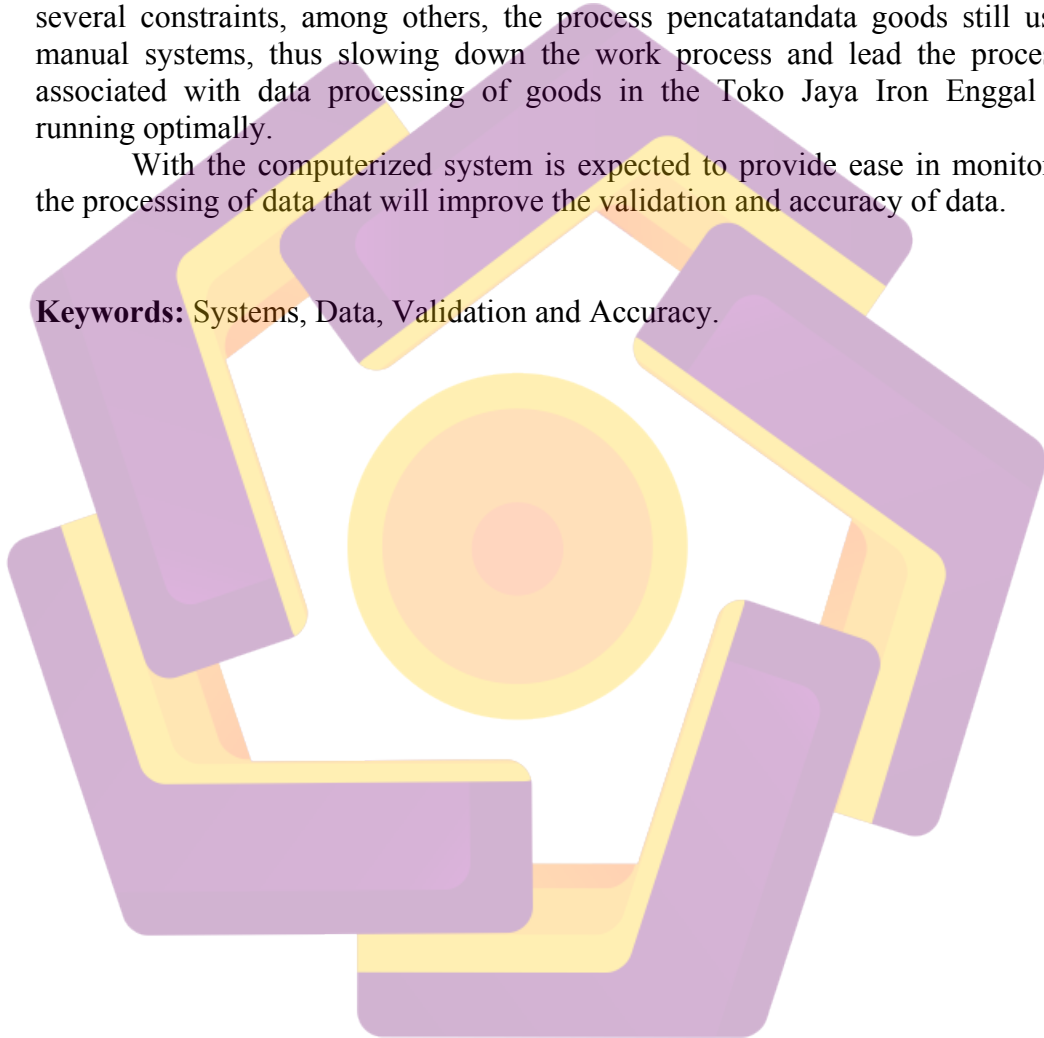 several constraints, among others, the process pencatatandata goods still us
manual systems, thus slowing down the work process and lead the proces
associated with data processing of goods in the Toko Jaya Iron Enggal
running optimally.
With the computerized system is expected to provide ease in monitor
the processing of data that will improve the validation and accuracy of data.
Keywords: Systems, Data, Validation and Accuracy.